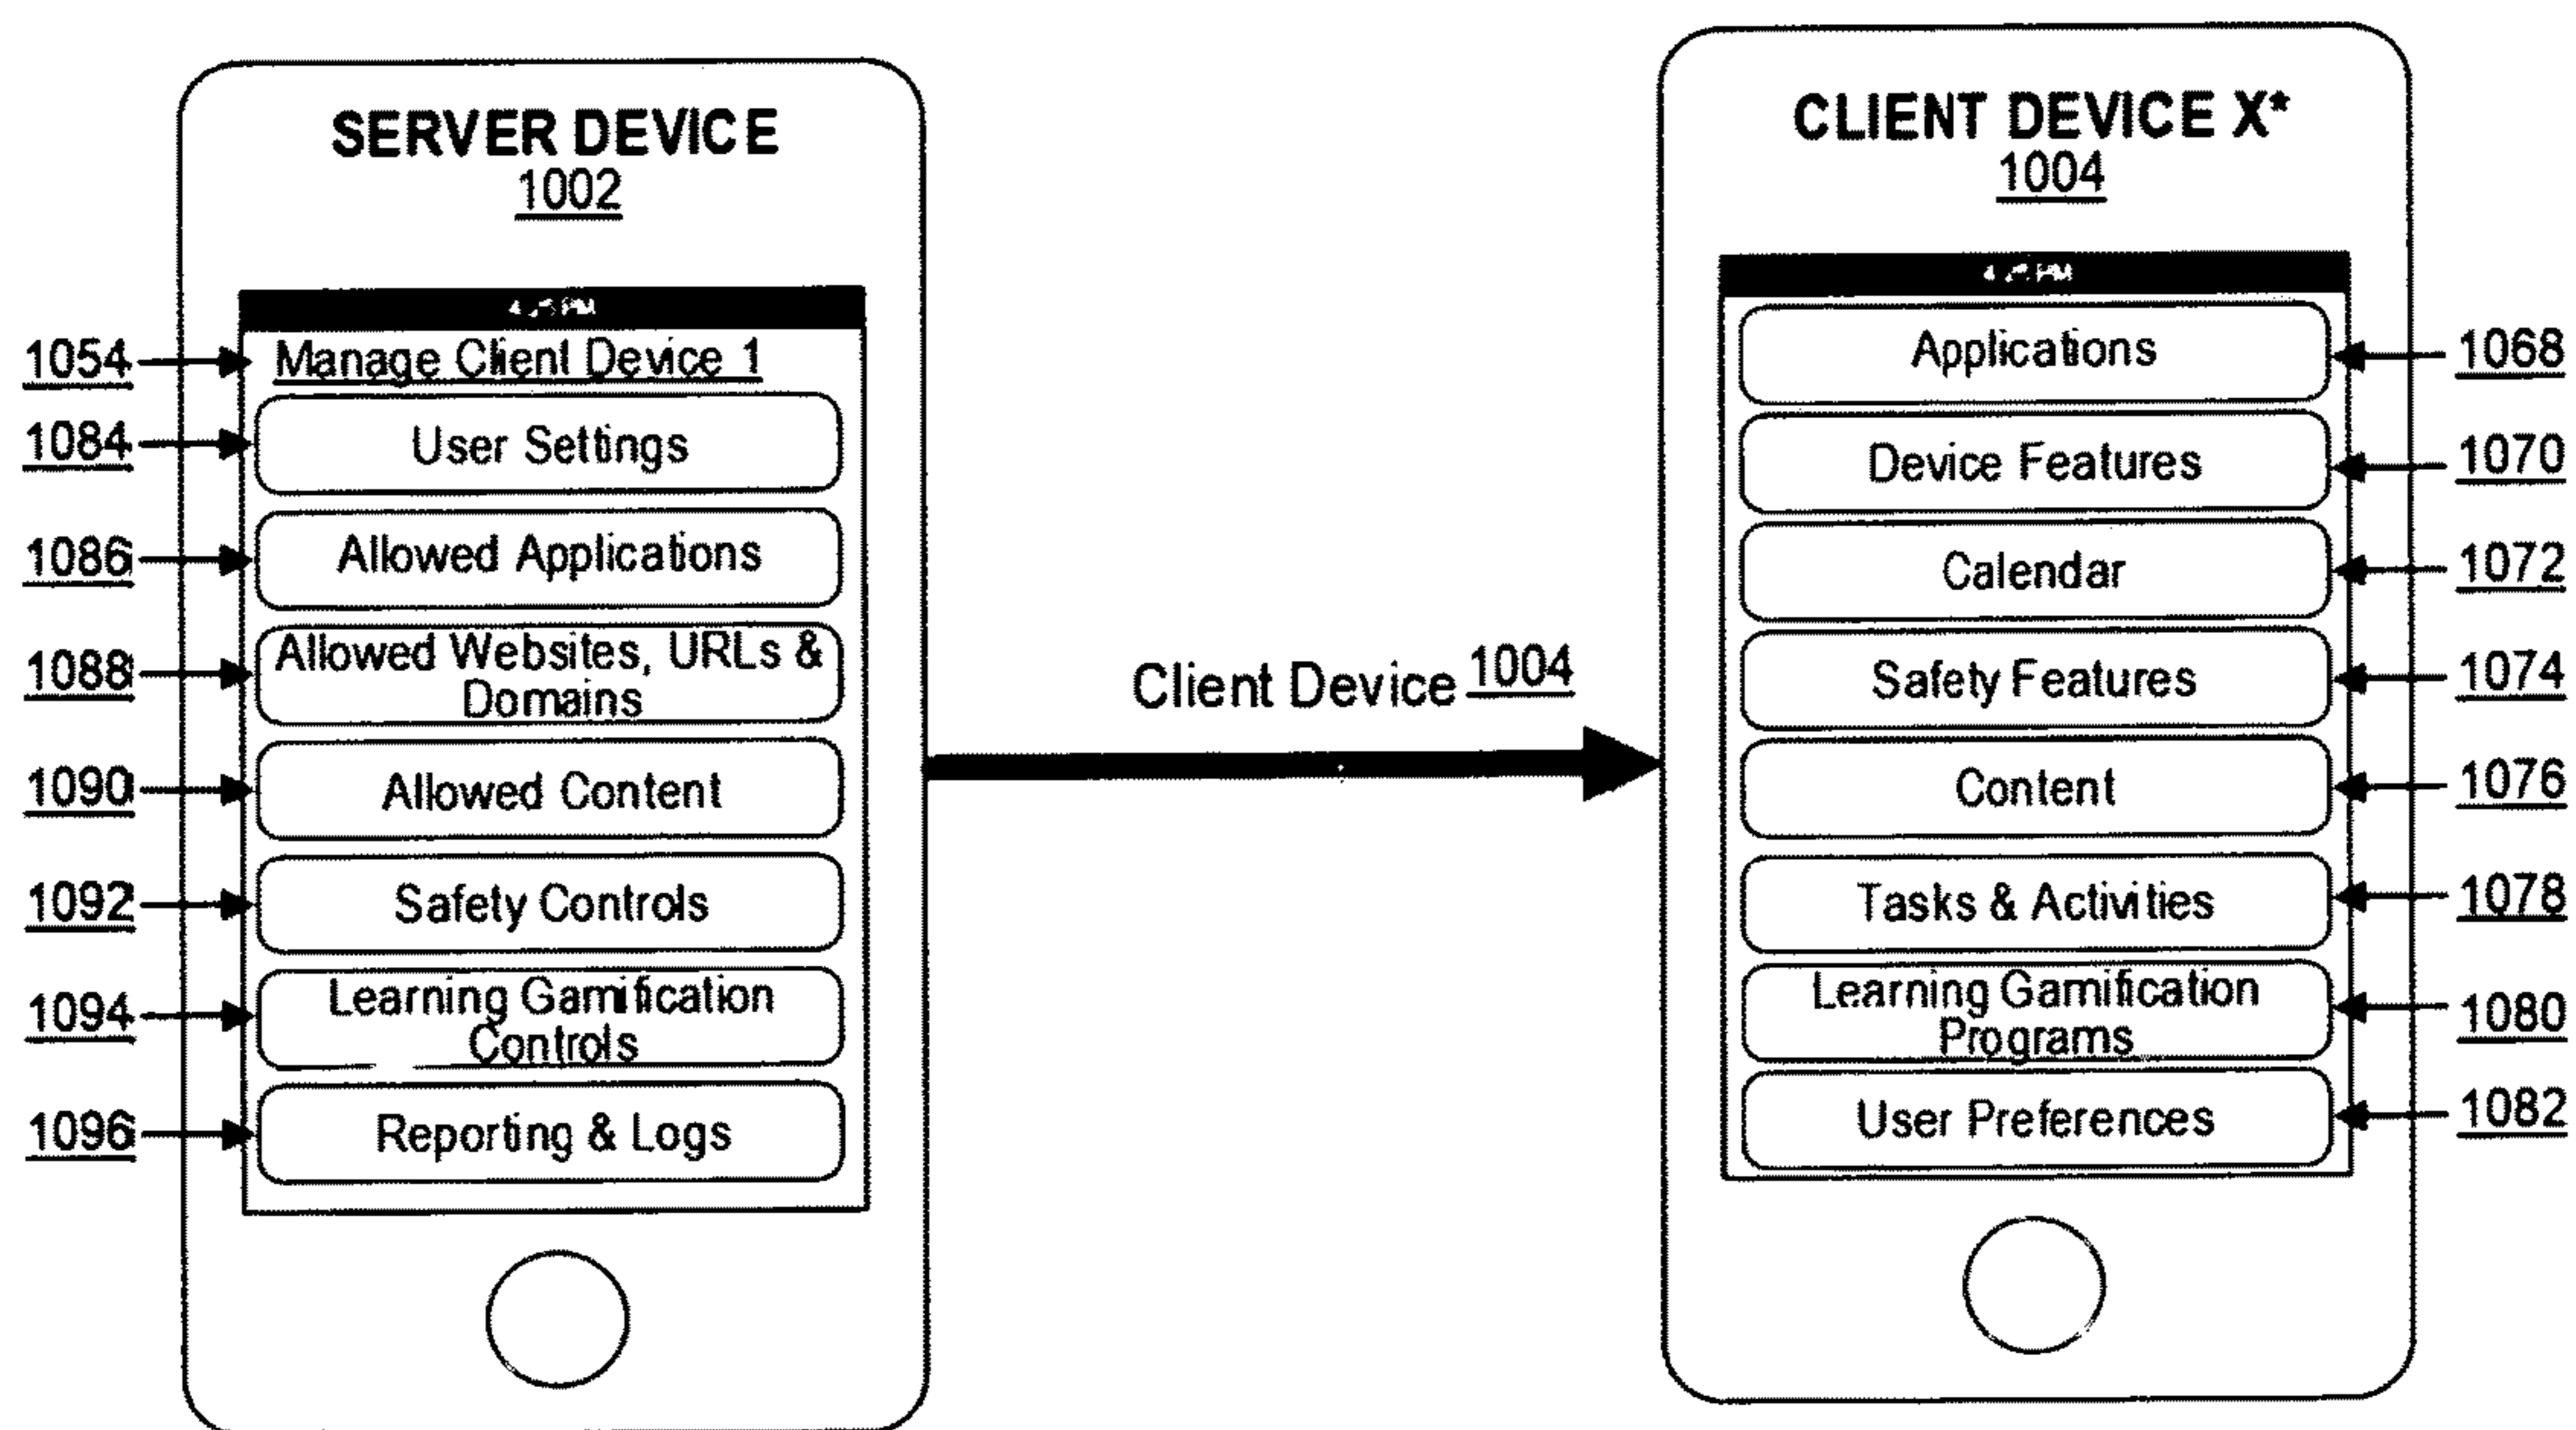 SERVER DEVICE
1002
1054
Manage Client Device 1
1084
User Settings
1086
Allowed Applications
1088
Allowed Websites, URLs &
Domains
1090
Allowed Content
1092
Safety Controls
1094
Learning Gamification
Controls
1096
Reporting & Logs
Client Device 1004
CLIENT DEVICE X*
1004
Applications
1068
Device Features
1070
Calendar
1072
Safety Features
1074
Content
1076
Tasks & Activities
1078
Learning Gamification
Programs
1080
User Preferences
1082